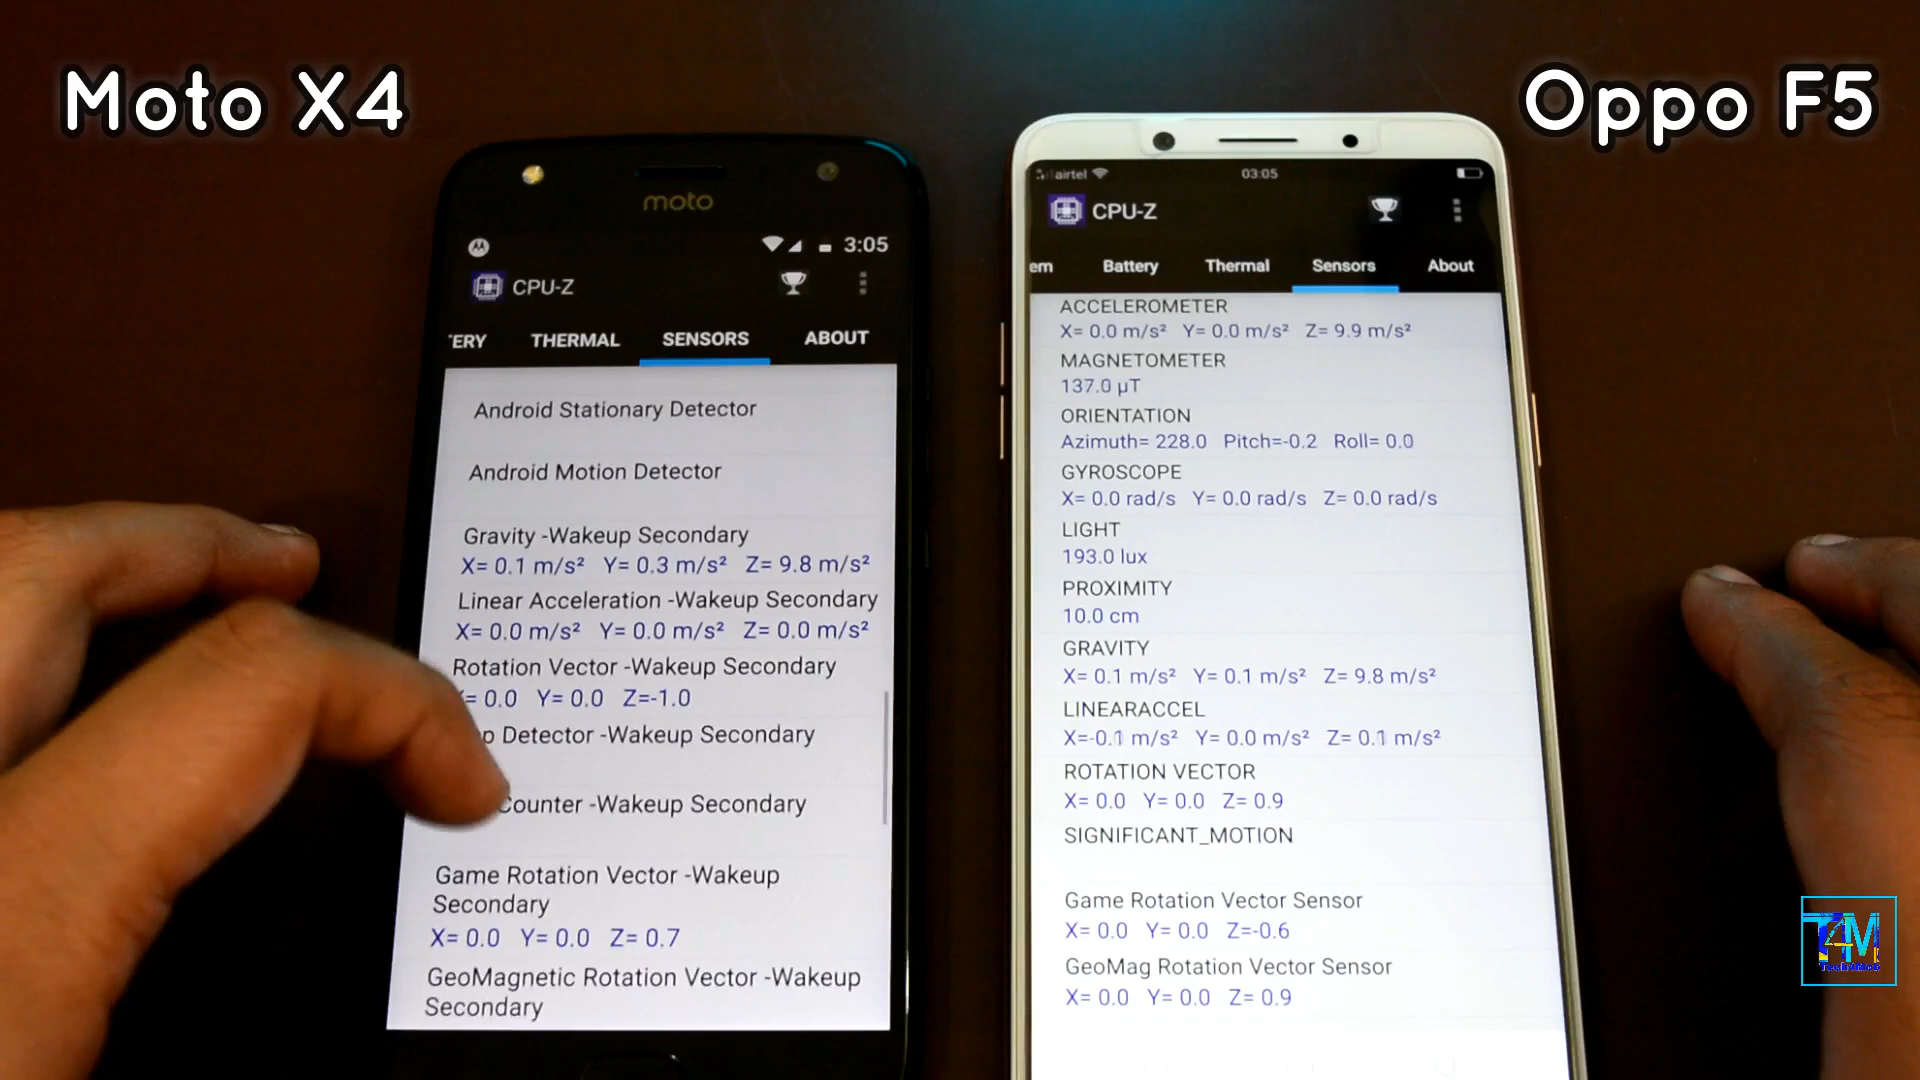 Moto X4
Oppo F5
moto
3:05
CPU-Z
ERY THERMAL SENSORS ABOUT
Android Stationary Detector
Android Motion Detector
Gravity -Wakeup Secondary
X= 0.1 m/s² Y= 0.3 m/s² Z= 9.8 m/s²
Linear Acceleration -Wakeup Secondary
X= 0.0 m/s² Y= 0.0 m/s² Z= 0.0 m/s²
Rotation Vector -Wakeup Secondary
= 0.0 Y= 0.0 Z=-1.0
p Detector -Wakeup Secondary
Counter -Wakeup Secondary
Game Rotation Vector -Wakeup
Secondary
X= 0.0 Y= 0.0 Z= 0.7
GeoMagnetic Rotation Vector -Wakeup
Secondary
airtel 03:05
CPU-Z
em Battery Thermal Sensors About
ACCELEROMETER
X= 0.0 m/s² Y= 0.0 m/s² Z= 9.9 m/s²
MAGNETOMETER
137.0 µT
ORIENTATION
Azimuth= 228.0 Pitch=-0.2 Roll= 0.0
GYROSCOPE
X= 0.0 rad/s Y= 0.0 rad/s Z= 0.0 rad/s
LIGHT
193.0 lux
PROXIMITY
10.0 cm
GRAVITY
X= 0.1 m/s² Y= 0.1 m/s² Z= 9.8 m/s²
LINEARACCEL
X=-0.1 m/s² Y= 0.0 m/s² Z= 0.1 m/s²
ROTATION VECTOR
X= 0.0 Y= 0.0 Z= 0.9
SIGNIFICANT_MOTION
Game Rotation Vector Sensor
X= 0.0 Y= 0.0 Z=-0.6
GeoMag Rotation Vector Sensor
X= 0.0 Y= 0.0 Z= 0.9
T4M